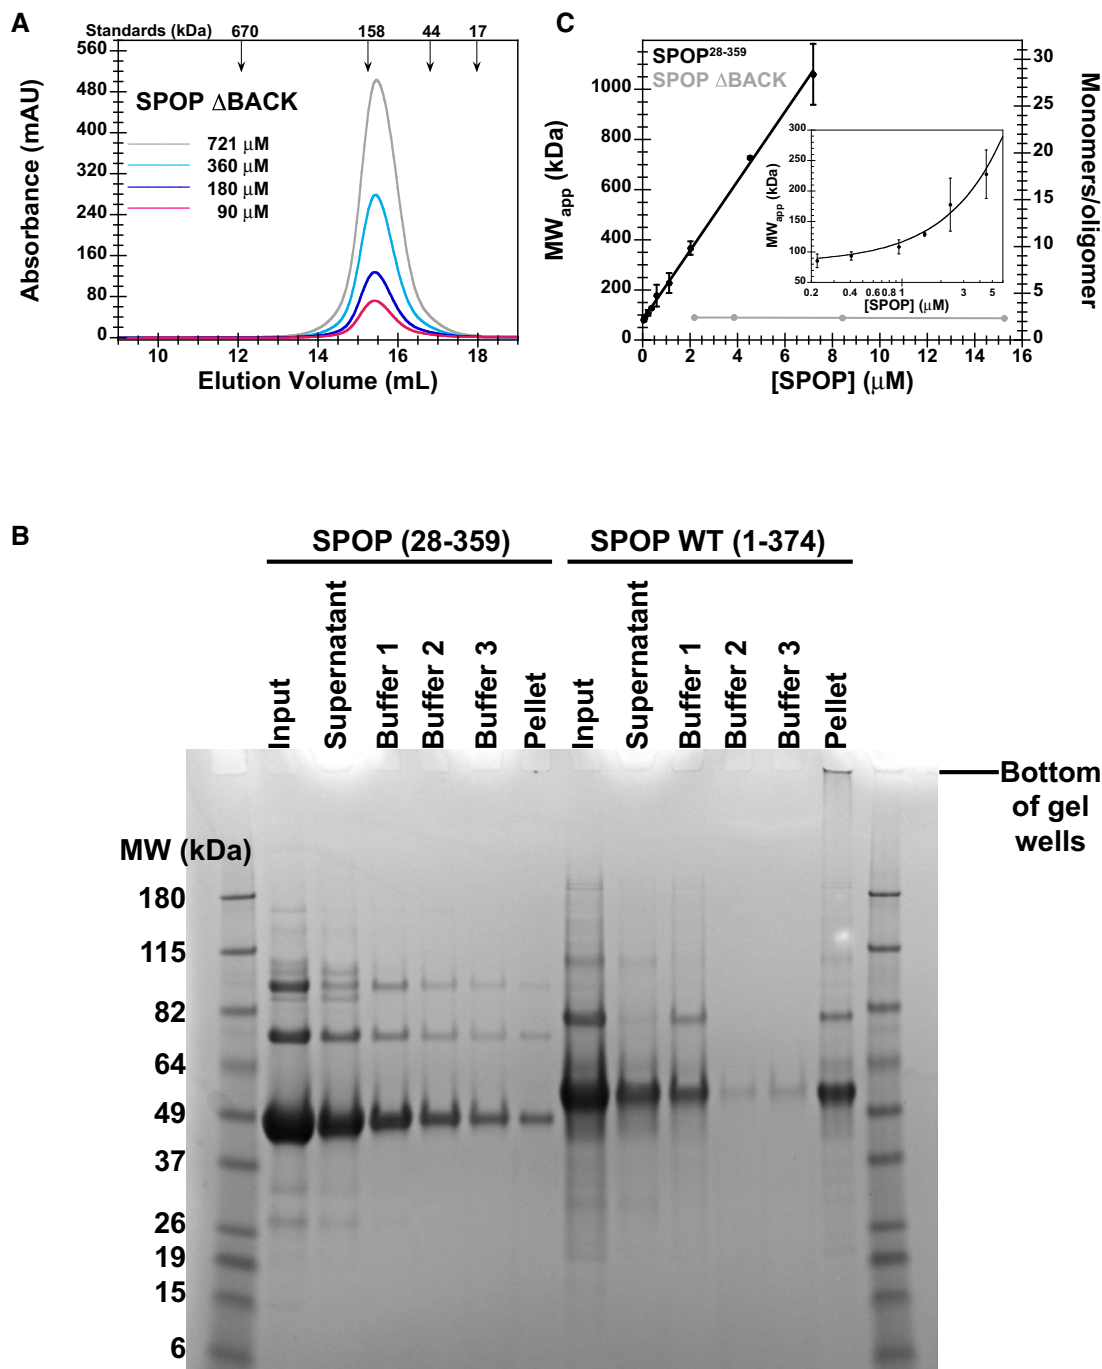 A
Standards (kDa) 670 158 44 17
560
480
400
320
240
160
80
0
Absorbance (mAU)
SPOP ΔBACK
721 μM
360 μM
180 μM
90 μM
10 12 14 16 18
Elution Volume (mL)
C
SPOP28-359
SPOP ΔBACK
1000
800
600
400
200
0
MWapp (kDa)
30
25
20
15
10
5
0
Monomers/oligomer
0 2 4 6 8 10 12 14 16
[SPOP] (μM)
300
250
200
150
100
50
MWapp (kDa)
0.2 0.4 0.6 0.8 1 3 5
[SPOP] (μM)
B
SPOP (28-359) SPOP WT (1-374)
Input
Supernatant
Buffer 1
Buffer 2
Buffer 3
Pellet
Input
Supernatant
Buffer 1
Buffer 2
Buffer 3
Pellet
Bottom
of gel
wells
MW (kDa)
180
115
82
64
49
37
26
19
15
6